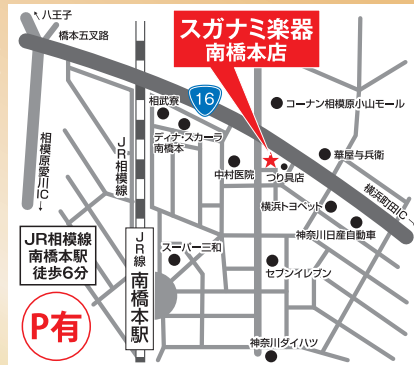 八王子
橋本五叉路
スガナミ楽器
南橋本店
16
相武寮
ディナ・スカーラ
南橋本
コーナン相模原小山モール
JR相模線
相模原愛川IC
中村医院
つり具店
華屋与兵衛
横浜町田IC
横浜トヨペット
神奈川日産自動車
JR相模線
南橋本駅
徒歩6分
JR線
南橋本駅
スーパー三和
セブンイレブン
P有
神奈川ダイハツ